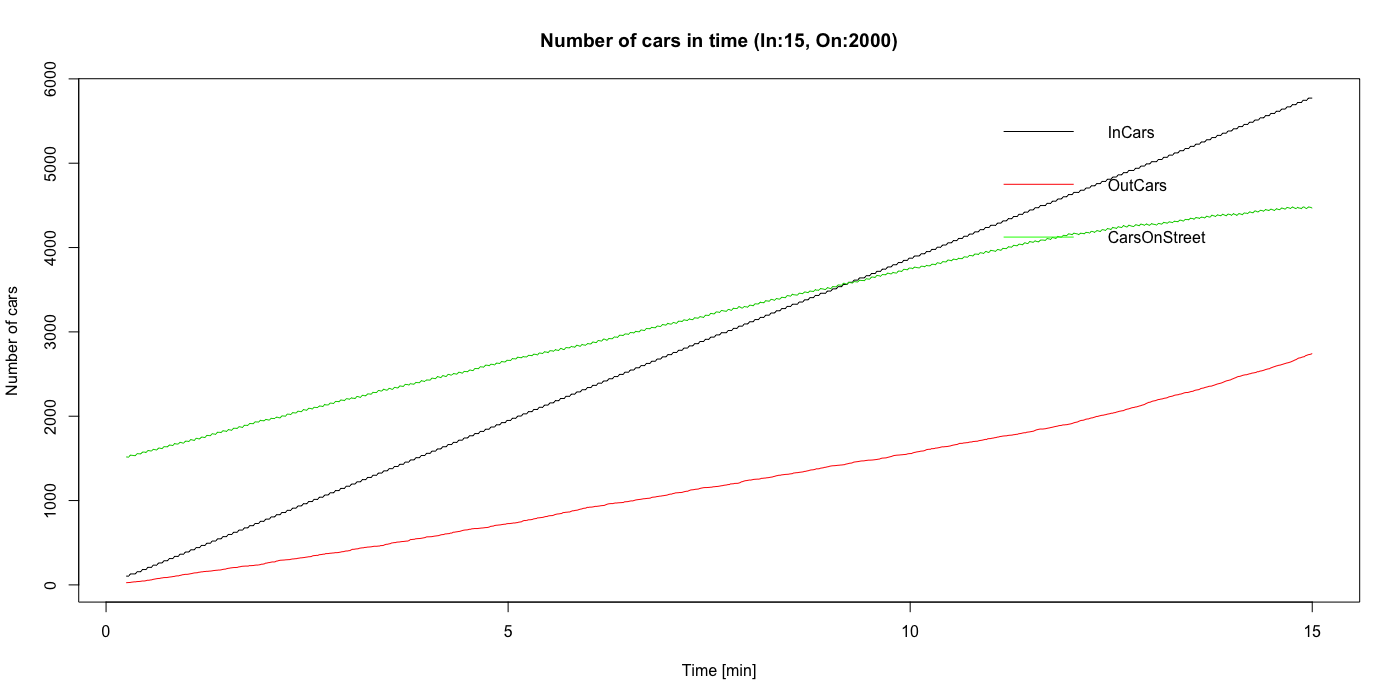 Number of cars in time (In:15, On:2000)
Number of cars
6000
5000
4000
3000
2000
1000
0
InCars
OutCars
CarsOnStreet
0 5 10 15
Time [min]